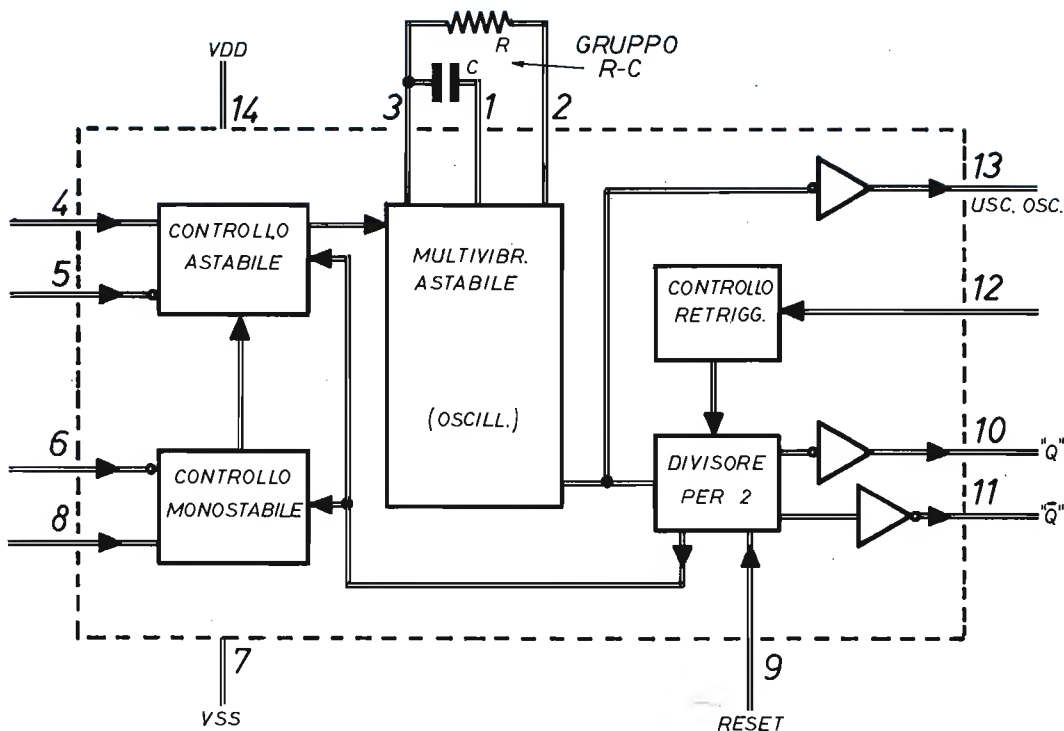 R
GRUPPO
R-C
C
VDD
14
3
1
2
13
USC. OSC.
4
CONTROLLO
ASTABILE
MULTIVIBR.
ASTABILE
5
CONTROLLO
RETRIGG.
12
(OSCILL.)
6
CONTROLLO
MONOSTABILE
8
DIVISORE
PER 2
10
"Q"
11
"Q̅"
7
VSS
9
RESET